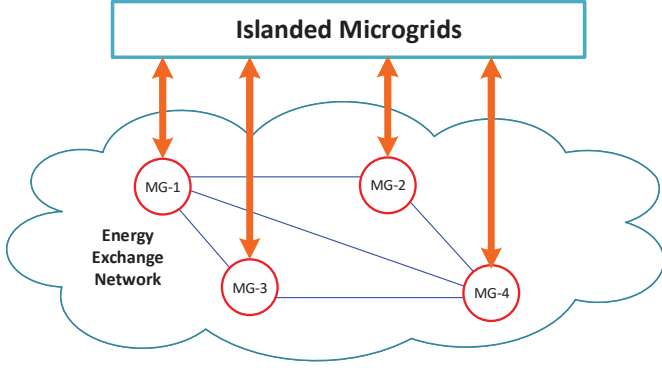 Islanded Microgrids
MG-1
MG-2
Energy
Exchange
Network
MG-3
MG-4